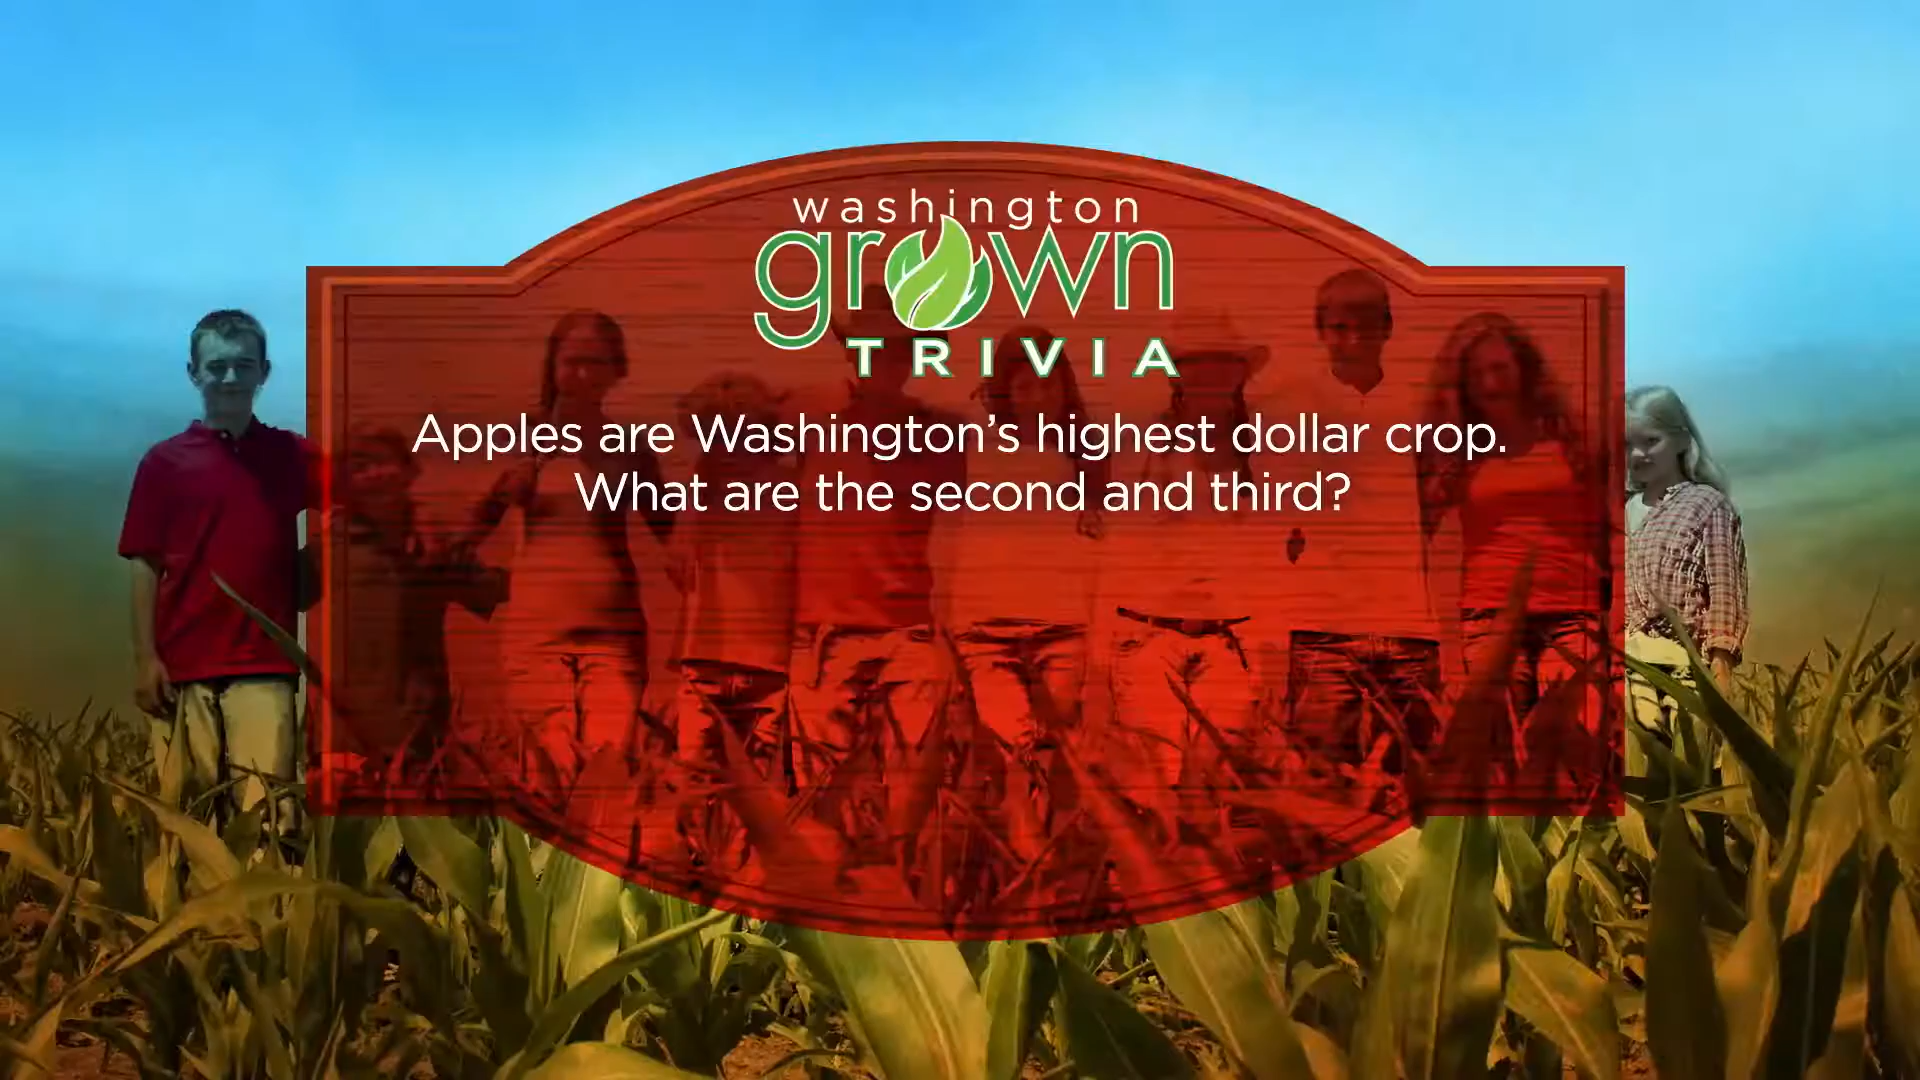 washington
grown
TRIVIA
Apples are Washington's highest dollar crop.
What are the second and third?